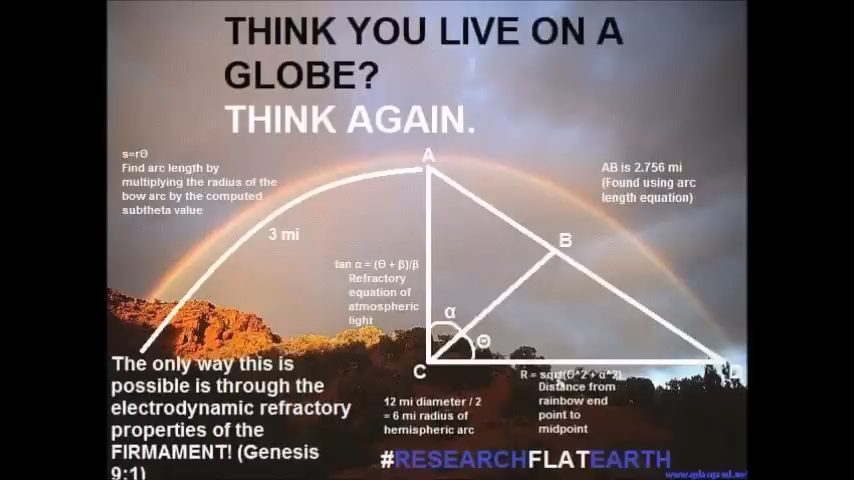 THINK YOU LIVE ON A
GLOBE?
THINK AGAIN.
s=rΘ
Find arc length by
multiplying the radius of the
bow arc by the computed
subtheta value
3 mi
A
AB is 2.756 mi
(Found using arc
length equation)
B
tan α = (Θ + β)/β
Refractory
equation of
atmospheric
light
α
Θ
C
D
The only way this is
possible is through the
electrodynamic refractory
properties of the
FIRMAMENT! (Genesis
9:1)
12 mi diameter / 2
= 6 mi radius of
hemispheric arc
R = sqrt(Θ^2 + α^2)
Distance from
rainbow end
point to
midpoint
#RESEARCHFLATEARTH